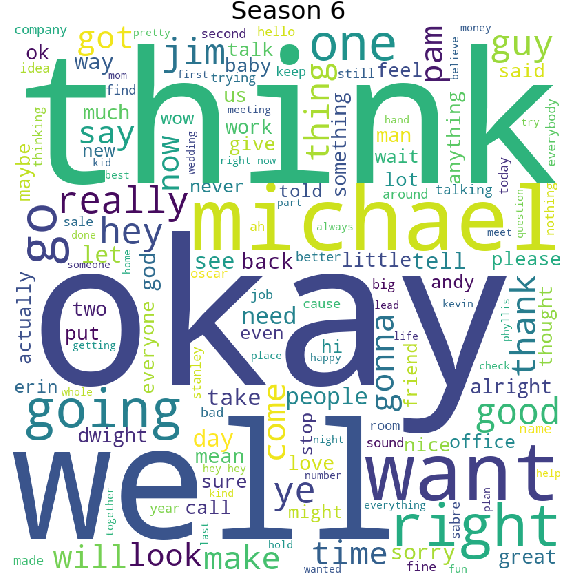 Season 6
company
pretty
second
hello
money
idea
ok
way
got
jim
talk
one
pam
guy
believe
mom
find
trying
baby
keep
still
feel
said
first
think
maybe
thinking
much
wow
us
thing
man
anything
try
everybody
say
now
meeting
work
hand
new
wedding
give
something
wait
kid
right now
best
never
told
lot
around
talking
today
part
question
nothing
go
really
michael
hey
ah
always
meet
sale
done
let
god
see
back
better
little
tell
please
someone
home
oscar
okay
actually
two
put
everyone
job
cause
big
lead
andy
kevin
thank
thought
need
even
hi
gonna
life
phyllis
getting
place
happy
check
erin
whole
stanley
take
people
friend
alright
going
bad
come
stop
room
good
name
dwight
day
night
sound
nice
office
mean
hey hey
love
well
want
help
sure
kind
ye
number
might
year
call
everything
sabre
plan
together
last
hold
right
will
look
make
time
sorry
great
made
wanted
fine
fun